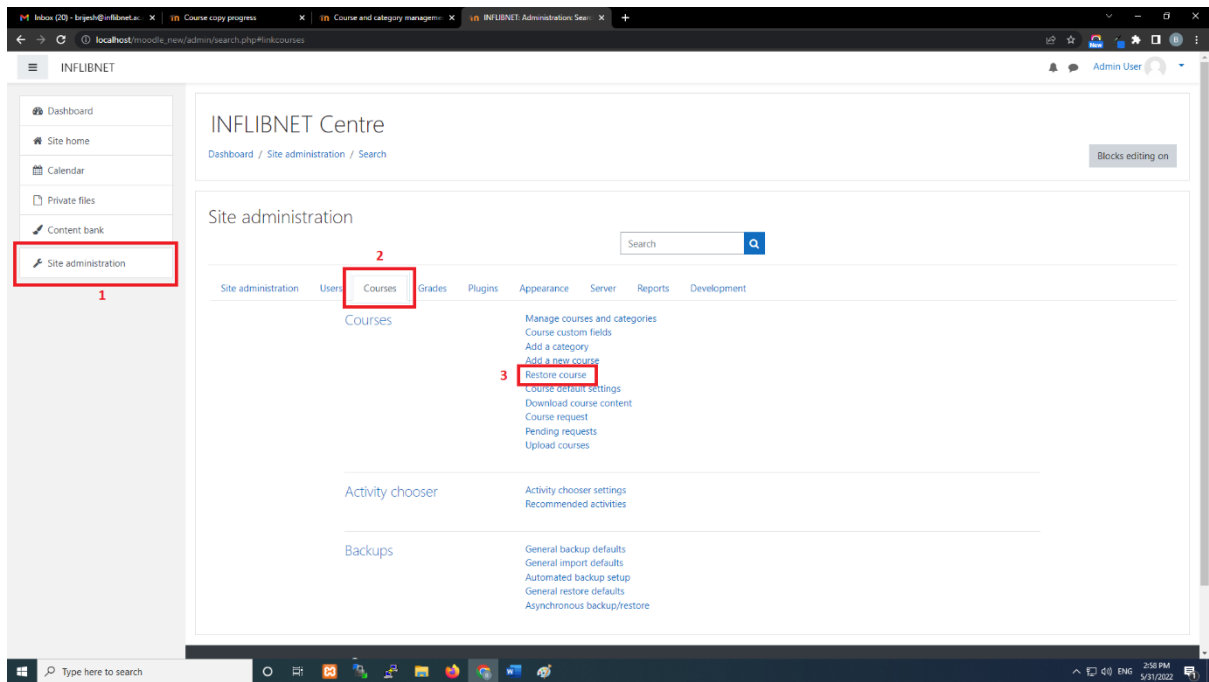 Inbox (20) - brijesh@inflibnet.ac.
Course copy progress
Course and category manageme
INFLIBNET: Administration: Sear
localhost/moodle_new/admin/search.php#linkcourses
New
B
INFLIBNET
Admin User
Dashboard
Site home
Calendar
Private files
Content bank
Site administration
1
INFLIBNET Centre
Dashboard / Site administration / Search
Blocks editing on
Site administration
Search
2
Site administration Users Courses Grades Plugins Appearance Server Reports Development
Courses
Manage courses and categories
Course custom fields
Add a category
Add a new course
3 Restore course
Course default settings
Download course content
Course request
Pending requests
Upload courses
Activity chooser
Activity chooser settings
Recommended activities
Backups
General backup defaults
General import defaults
Automated backup setup
General restore defaults
Asynchronous backup/restore
Type here to search
ENG
2:58 PM
5/31/2022